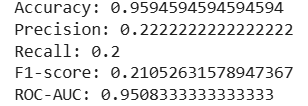 Accuracy: 0.9594594594594594
Precision: 0.2222222222222222
Recall: 0.2
F1-score: 0.21052631578947367
ROC-AUC: 0.9508333333333333